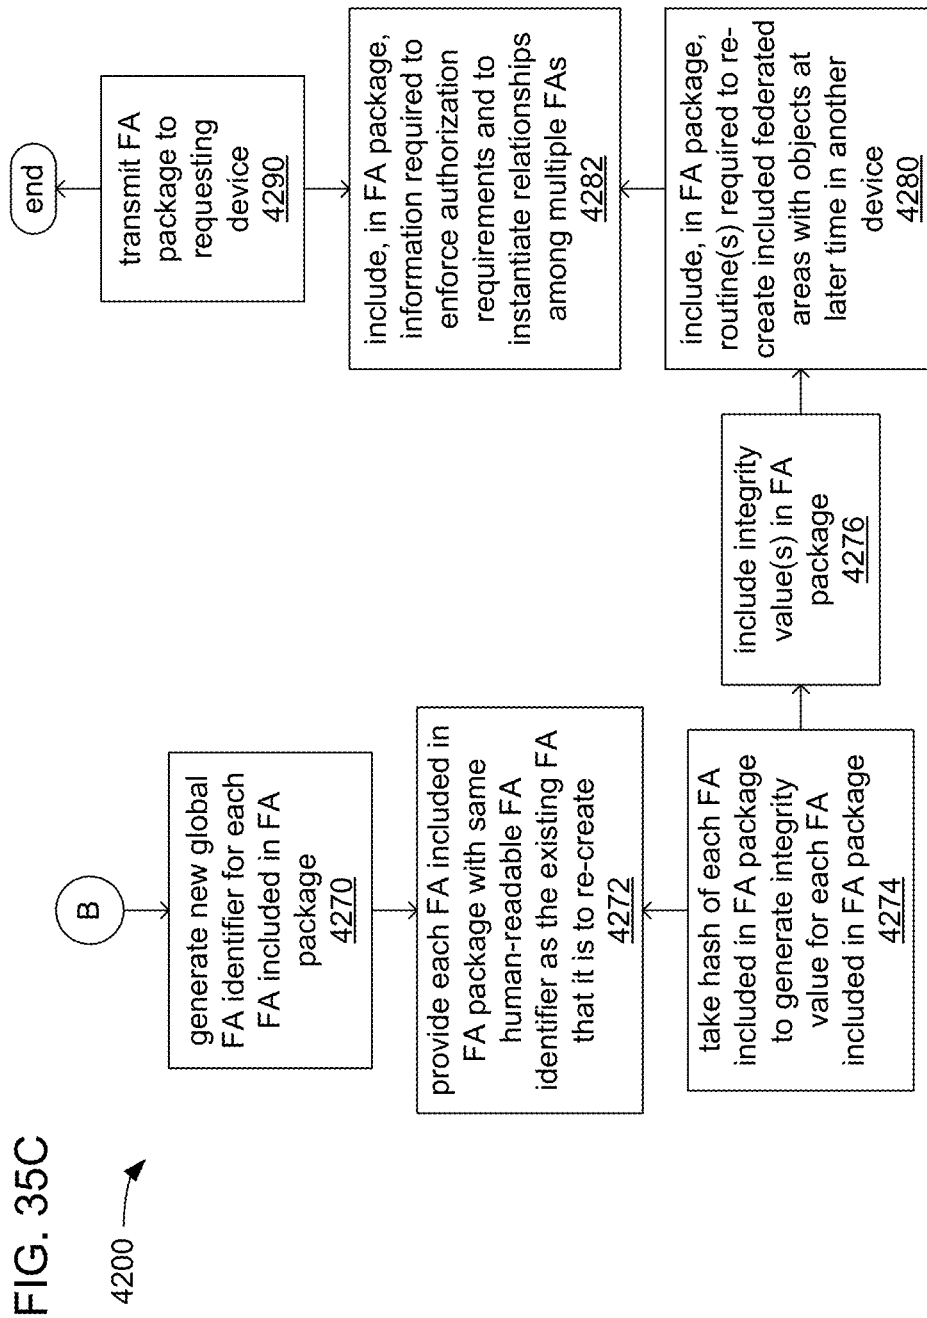 FIG. 35C
4200
B
generate new global
FA identifier for each
FA included in FA
package
4270
provide each FA included in
FA package with same
human-readable FA
identifier as the existing FA
that it is to re-create
4272
take hash of each FA
included in FA package
to generate integrity
value for each FA
included in FA package
4274
include integrity
value(s) in FA
package
4276
include, in FA package,
routine(s) required to re-
create included federated
areas with objects at
later time in another
device
4280
include, in FA package,
information required to
enforce authorization
requirements and to
instantiate relationships
among multiple FAs
4282
transmit FA
package to
requesting
device
4290
end